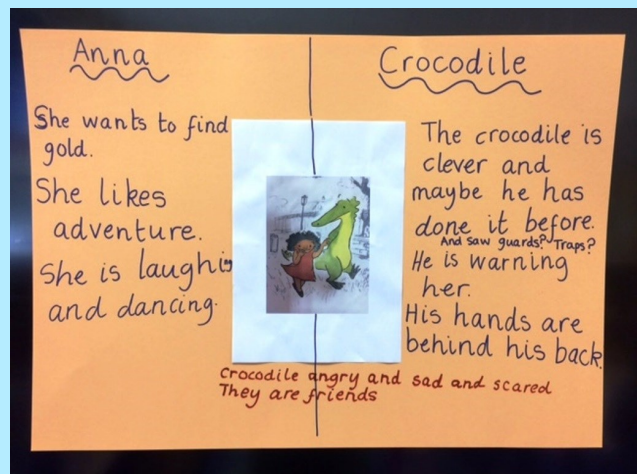 Anna
She wants to find
gold.
She likes
adventure.
She is laughing
and dancing.
Crocodile
The crocodile is
clever and
maybe he has
done it before.
And saw guards? Traps?
He is warning
her.
His hands are
behind his back.
Crocodile angry and sad and scared
They are friends